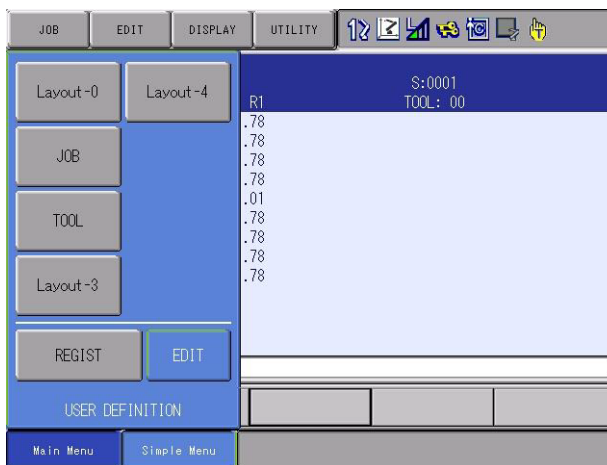 JOB EDIT DISPLAY UTILITY
Layout-0 Layout-4
JOB
TOOL
Layout-3
REGIST EDIT
USER DEFINITION
Main Menu Simple Menu
S:0001
R1 TOOL: 00
.78
.78
.78
.78
.01
.78
.78
.78
.78